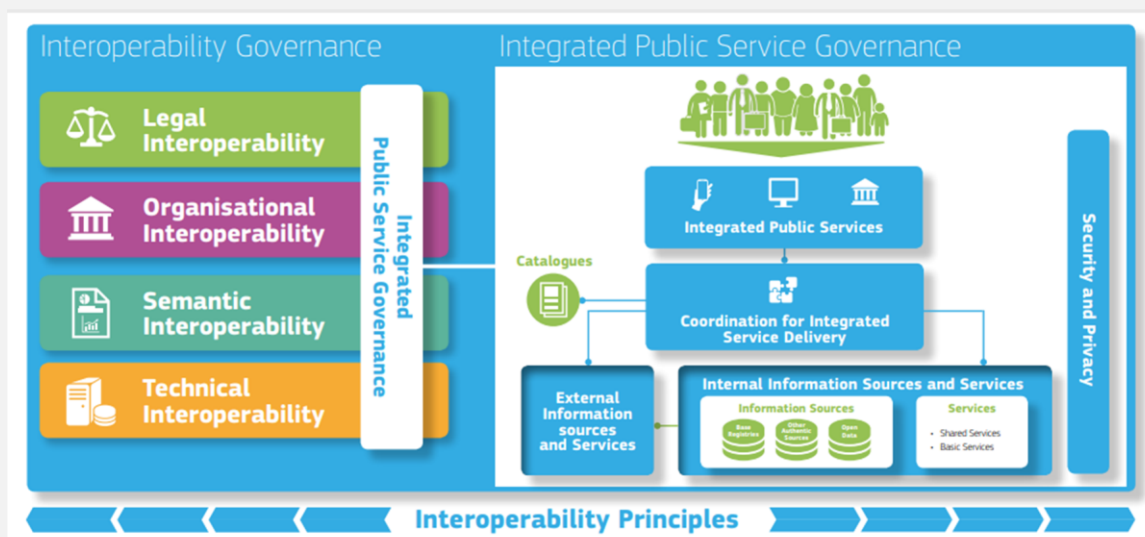 Interoperability Governance
Legal
Interoperability
Organisational
Interoperability
Semantic
Interoperability
Technical
Interoperability
Integrated
Public Service Governance
Integrated Public Service Governance
Integrated Public Services
Catalogues
Coordination for Integrated
Service Delivery
External
Information
sources
and Services
Internal Information Sources and Services
Information Sources
Base
Registries
Other
Authentic
Sources
Open
Data
Services
• Shared Services
• Basic Services
Security and Privacy
Interoperability Principles